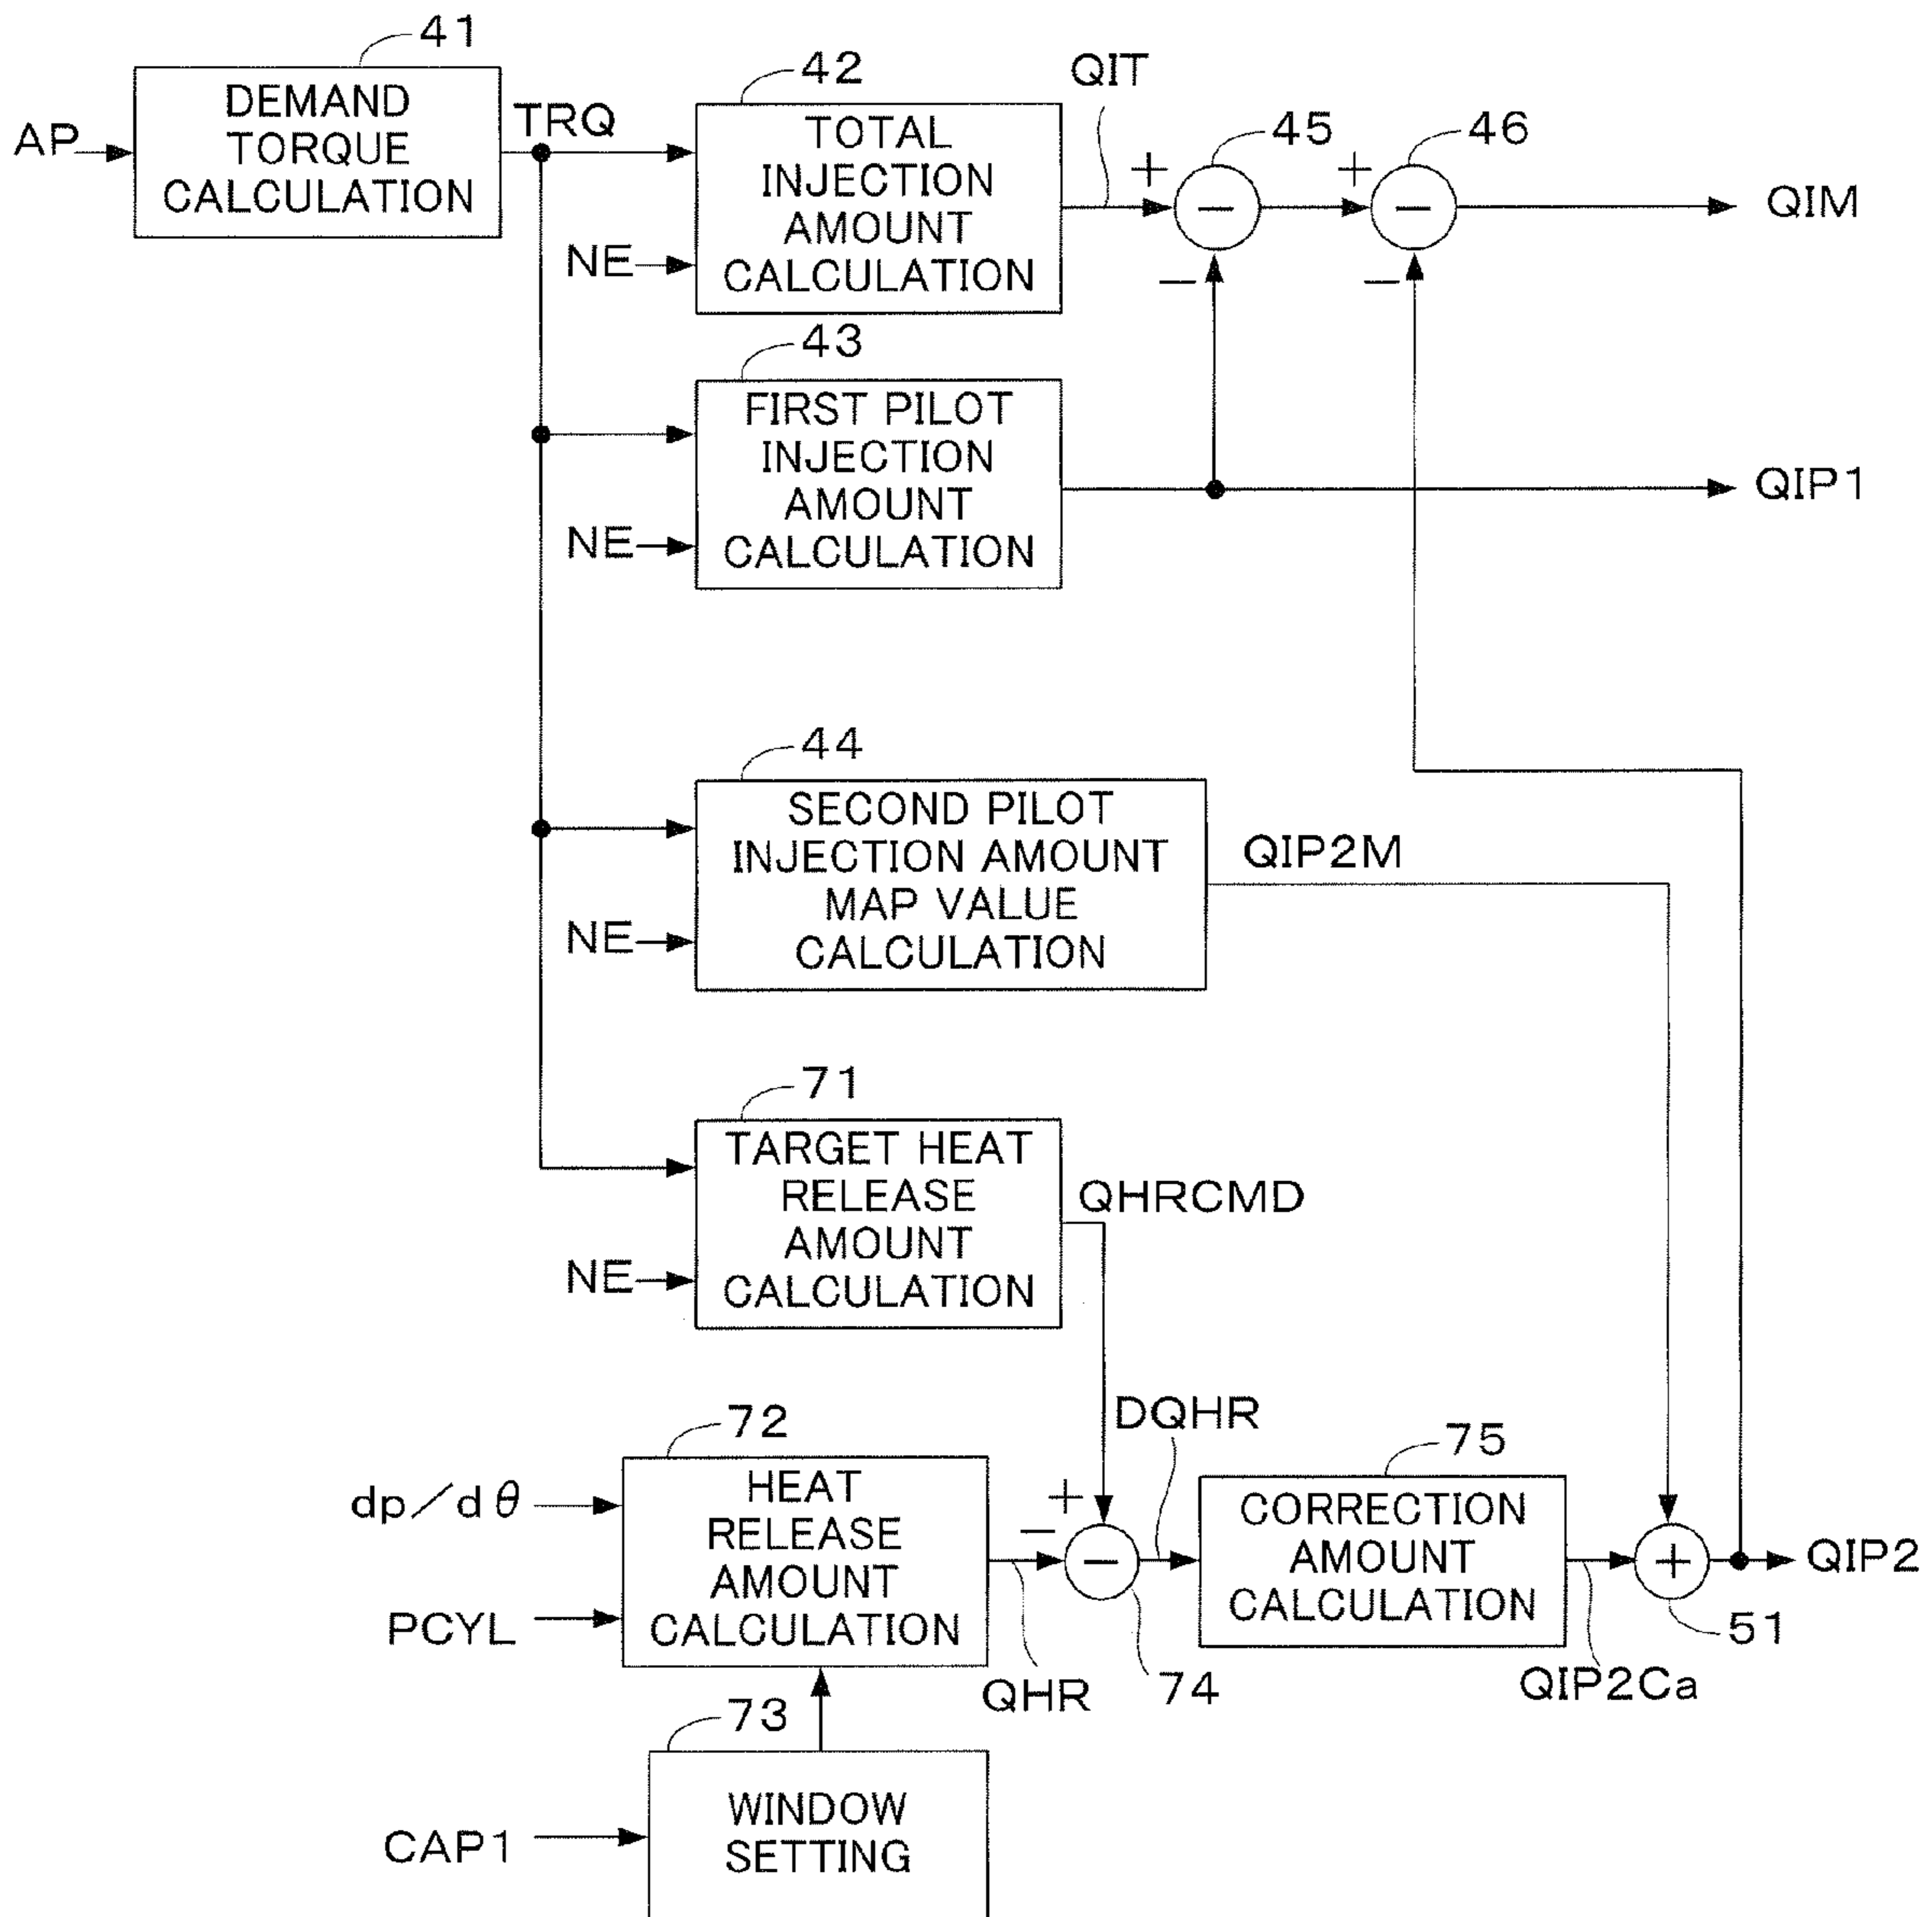 41
DEMAND
TORQUE
CALCULATION
AP
TRQ
42
TOTAL
INJECTION
AMOUNT
CALCULATION
NE
QIT
+
45
−
−
+
46
−
−
QIM
43
FIRST PILOT
INJECTION
AMOUNT
CALCULATION
NE
QIP1
44
SECOND PILOT
INJECTION AMOUNT
MAP VALUE
CALCULATION
NE
QIP2M
71
TARGET HEAT
RELEASE
AMOUNT
CALCULATION
NE
QHRCMD
72
HEAT
RELEASE
AMOUNT
CALCULATION
dp/dθ
PCYL
QHR
+
−
−
74
DQHR
75
CORRECTION
AMOUNT
CALCULATION
QIP2Ca
+
51
QIP2
73
WINDOW
SETTING
CAP1